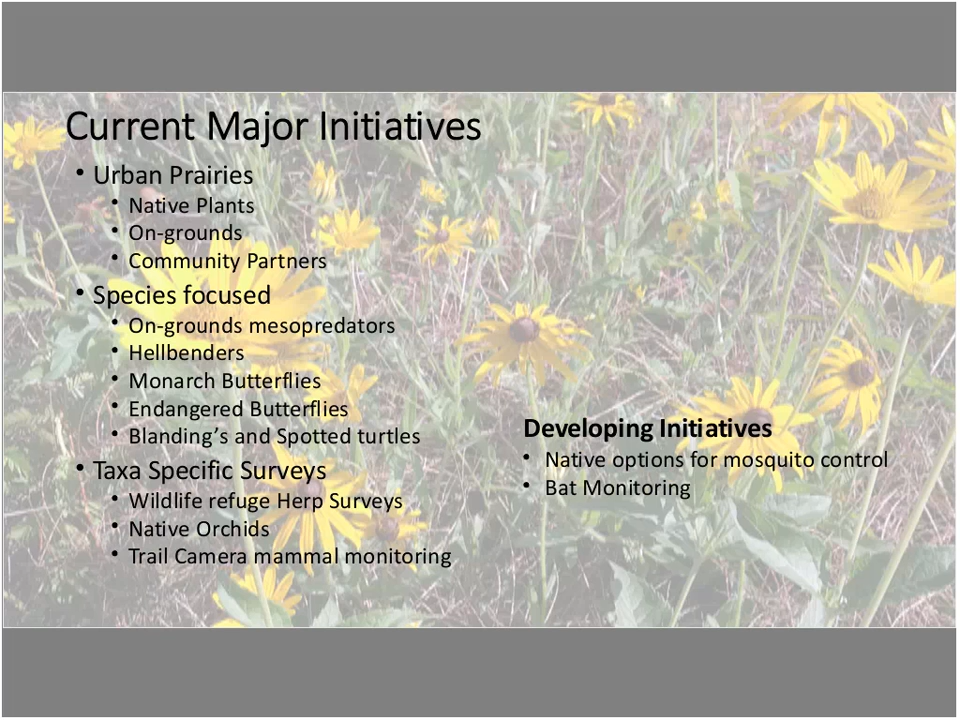 Current Major Initiatives
• Urban Prairies
• Native Plants
• On-grounds
• Community Partners
• Species focused
• On-grounds mesopredators
• Hellbenders
• Monarch Butterflies
• Endangered Butterflies
• Blanding’s and Spotted turtles
• Taxa Specific Surveys
• Wildlife refuge Herp Surveys
• Native Orchids
• Trail Camera mammal monitoring
Developing Initiatives
• Native options for mosquito control
• Bat Monitoring